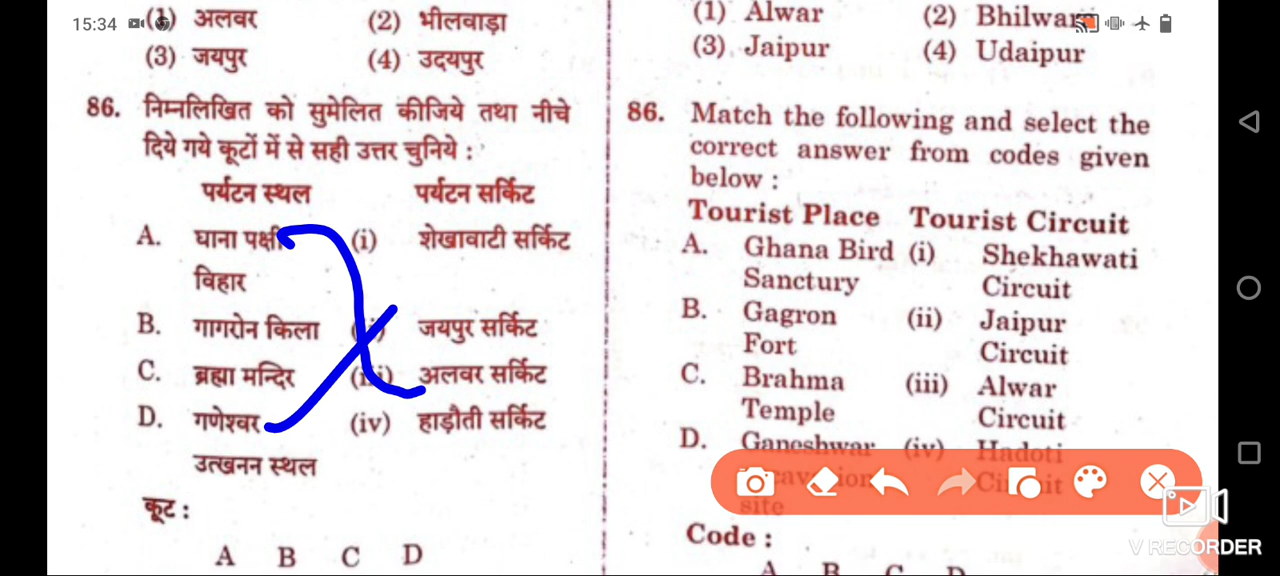 15:34
(1) अलवर (2) भीलवाड़ा
(3) जयपुर (4) उदयपुर
86. निम्नलिखित को सुमेलित कीजिये तथा नीचे
दिये गये कूटों में से सही उत्तर चुनिये :
पर्यटन स्थल पर्यटन सर्किट
A. घाना पक्षी (i) शेखावाटी सर्किट
विहार
B. गागरोन किला जयपुर सर्किट
C. ब्रह्मा मन्दिर (iii) अलवर सर्किट
D. गणेश्वर (iv) हाड़ौती सर्किट
उत्खनन स्थल
कूट :
A B C D
(1) Alwar (2) Bhilwara
(3) Jaipur (4) Udaipur
86. Match the following and select the
correct answer from codes given
below :
Tourist Place Tourist Circuit
A. Ghana Bird (i) Shekhawati
Sanctury Circuit
B. Gagron (ii) Jaipur
Fort Circuit
C. Brahma (iii) Alwar
Temple Circuit
D. Ganeshwar (iv) Hadoti
site
Code :
A B C D
V RECORDER